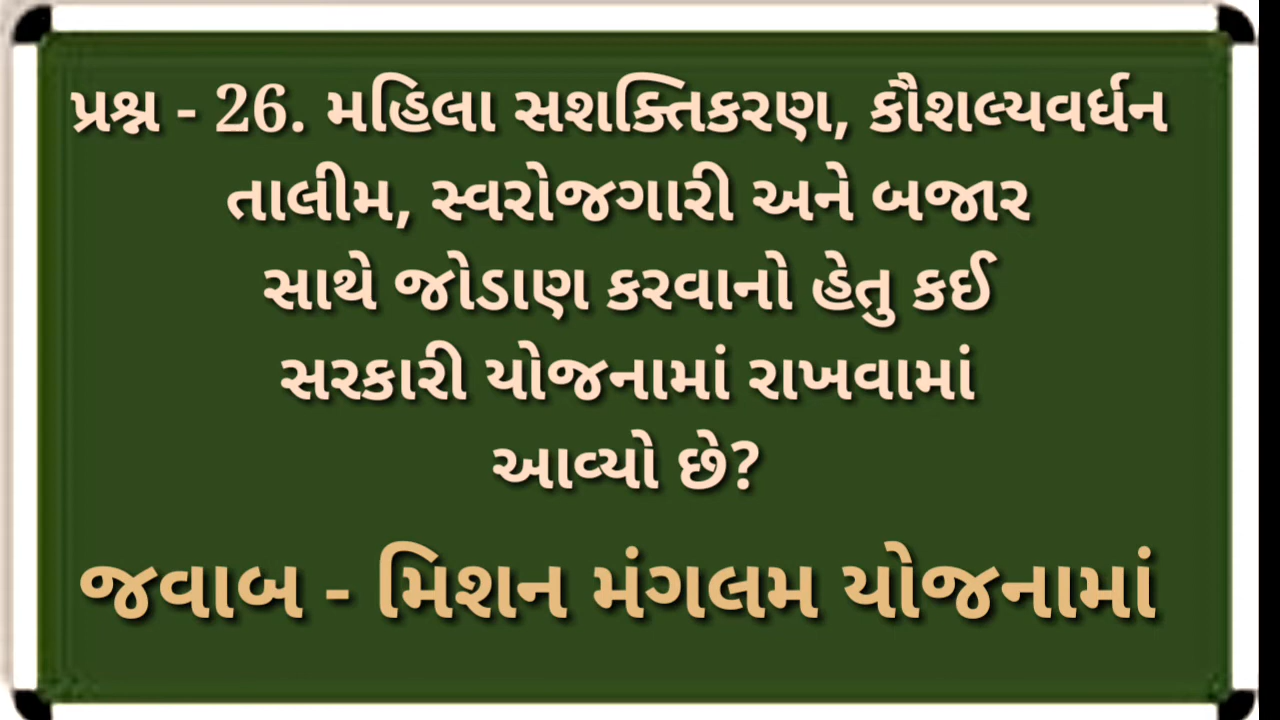 પ્રશ્ન - 26. મહિલા સશક્તિકરણ, કૌશલ્યવર્ધન
તાલીમ, સ્વરોજગારી અને બજાર
સાથે જોડાણ કરવાનો હેતુ કઈ
સરકારી યોજનામાં રાખવામાં
આવ્યો છે?
જવાબ - મિશન મંગલમ યોજનામાં